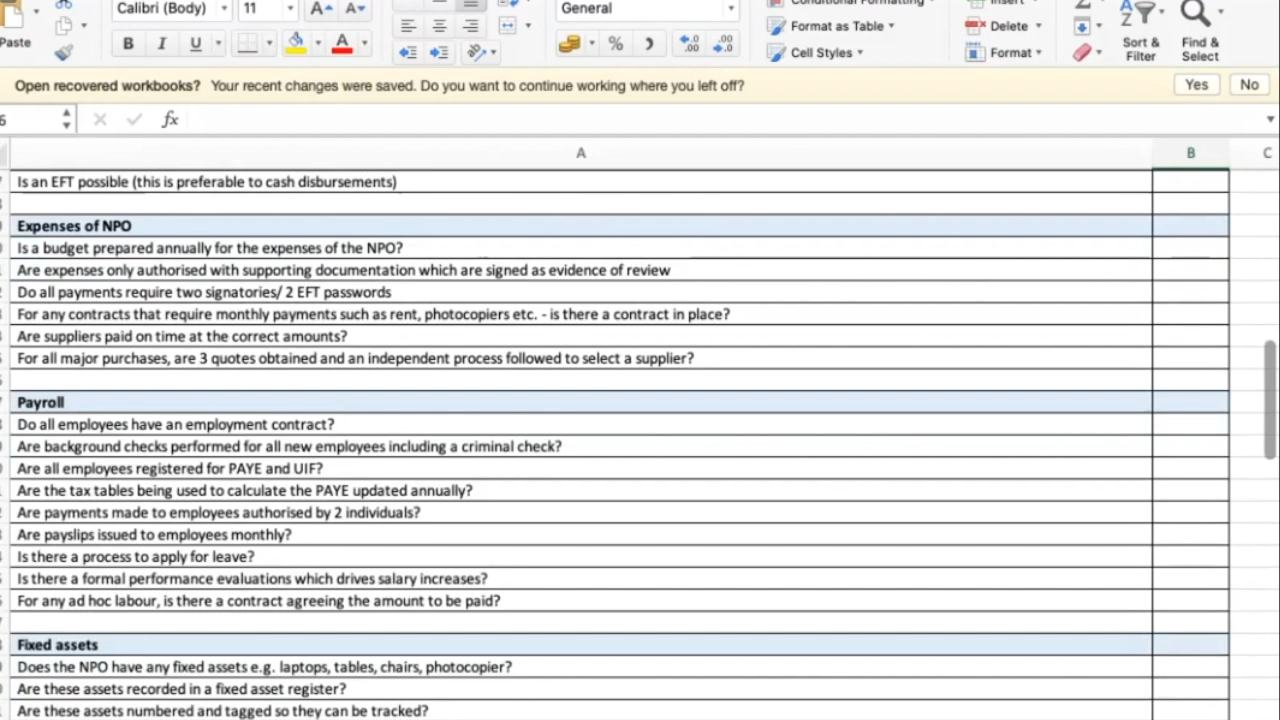 Calibri (Body) 11 A A General Conditional Formatting Insert
Paste B I U A % Format as Table Delete
Cell Styles Format Sort & Filter Find & Select
Open recovered workbooks? Your recent changes were saved. Do you want to continue working where you left off? Yes No
fx
A B C
Is an EFT possible (this is preferable to cash disbursements)
Expenses of NPO
Is a budget prepared annually for the expenses of the NPO?
Are expenses only authorised with supporting documentation which are signed as evidence of review
Do all payments require two signatories/ 2 EFT passwords
For any contracts that require monthly payments such as rent, photocopiers etc. - is there a contract in place?
Are suppliers paid on time at the correct amounts?
For all major purchases, are 3 quotes obtained and an independent process followed to select a supplier?
Payroll
Do all employees have an employment contract?
Are background checks performed for all new employees including a criminal check?
Are all employees registered for PAYE and UIF?
Are the tax tables being used to calculate the PAYE updated annually?
Are payments made to employees authorised by 2 individuals?
Are payslips issued to employees monthly?
Is there a process to apply for leave?
Is there a formal performance evaluations which drives salary increases?
For any ad hoc labour, is there a contract agreeing the amount to be paid?
Fixed assets
Does the NPO have any fixed assets e.g. laptops, tables, chairs, photocopier?
Are these assets recorded in a fixed asset register?
Are these assets numbered and tagged so they can be tracked?